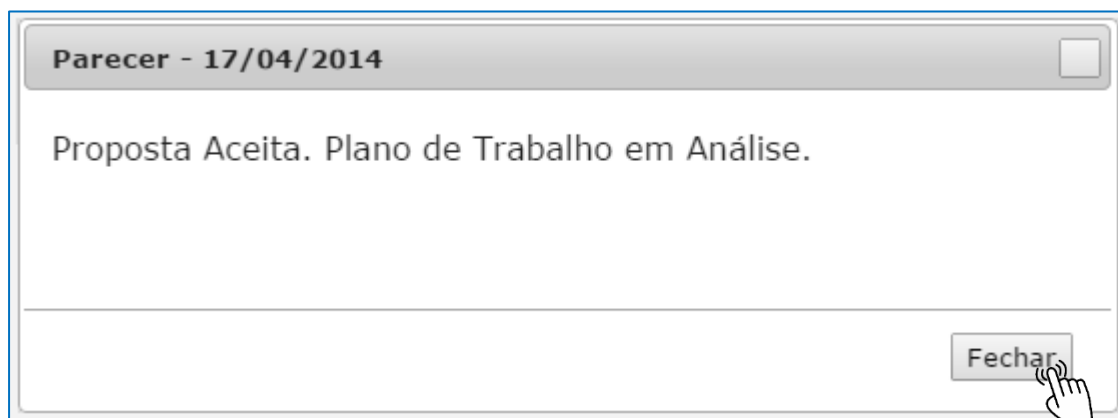 Parecer - 17/04/2014
Proposta Aceita. Plano de Trabalho em Análise.
Fechar